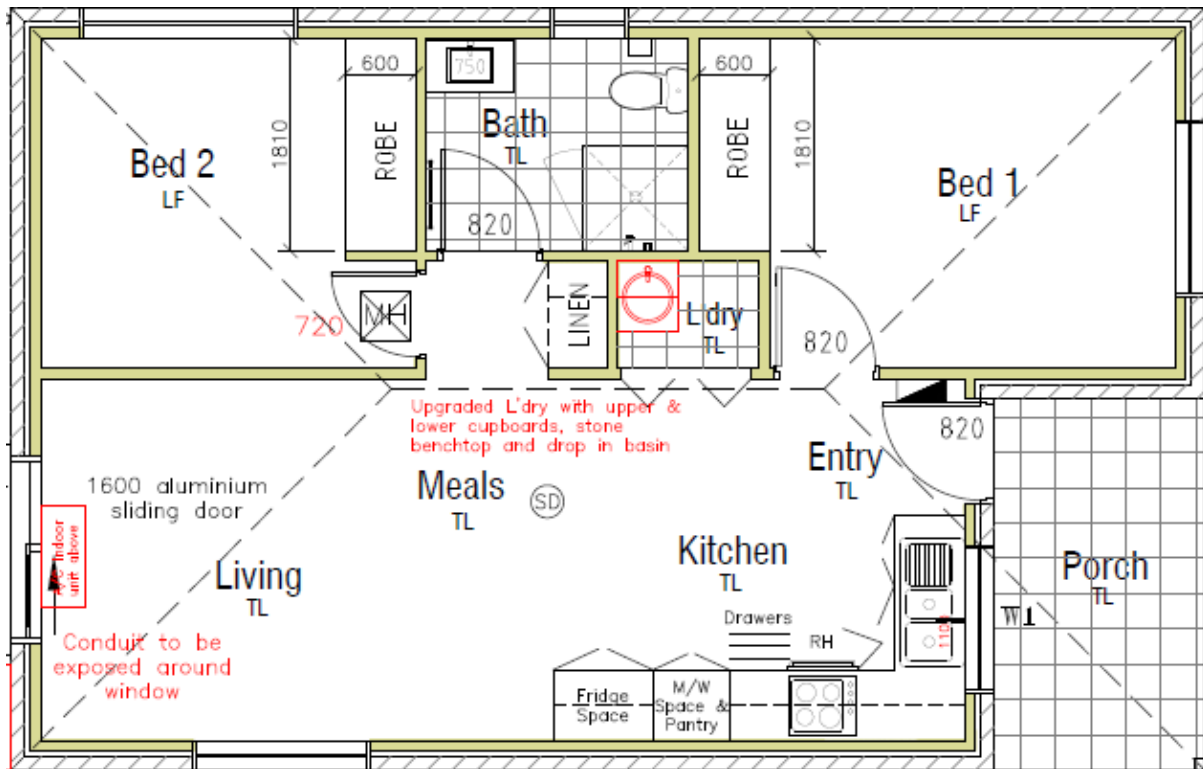 600
750
600
1810
ROBE
Bath
TL
ROBE
1810
Bed 2
LF
Bed 1
LF
820
720
MH
LINEN
L'dry
TL
820
Upgraded L'dry with upper &
lower cupboards, stone
benchtop and drop in basin
820
Entry
TL
Meals
TL
SD
1600 aluminium
sliding door
A/C Indoor
unit above
Living
TL
Kitchen
TL
Porch
TL
W1
1100
Drawers
RH
Conduit to be
exposed around
window
Fridge
Space
M/W
Space &
Pantry